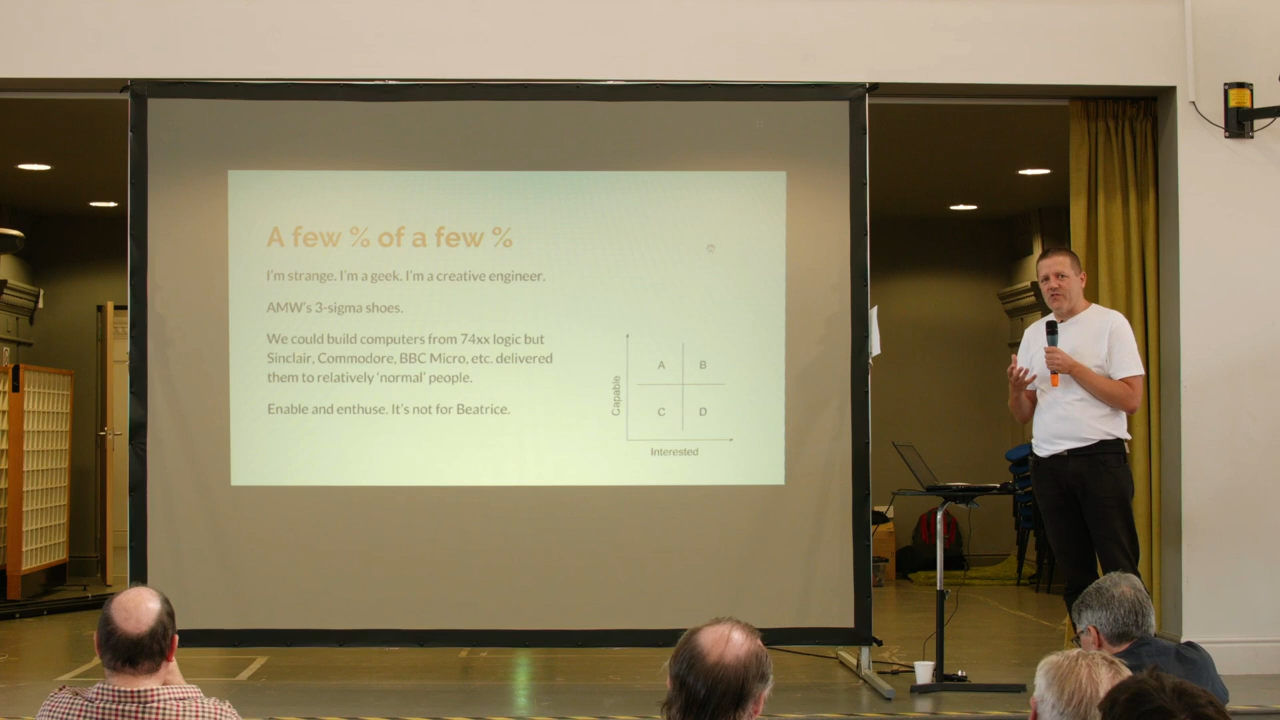 A few % of a few %
I'm strange. I'm a geek. I'm a creative engineer.
AMW's 3-sigma shoes.
We could build computers from 74xx logic but
Sinclair, Commodore, BBC Micro, etc. delivered
them to relatively 'normal' people.
Enable and enthuse. It's not for Beatrice.
Capable
A B
C D
Interested